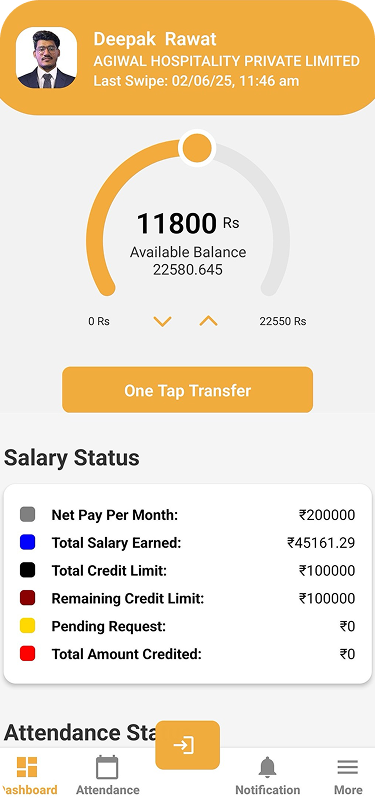 Deepak Rawat
AGIWAL HOSPITALITY PRIVATE LIMITED
Last Swipe: 02/06/25, 11:46 am
11800 Rs
Available Balance
22580.645
0 Rs
22550 Rs
One Tap Transfer
Salary Status
Net Pay Per Month: ₹200000
Total Salary Earned: ₹45161.29
Total Credit Limit: ₹100000
Remaining Credit Limit: ₹100000
Pending Request: ₹0
Total Amount Credited: ₹0
Attendance Sta
ashboard Attendance Notification More